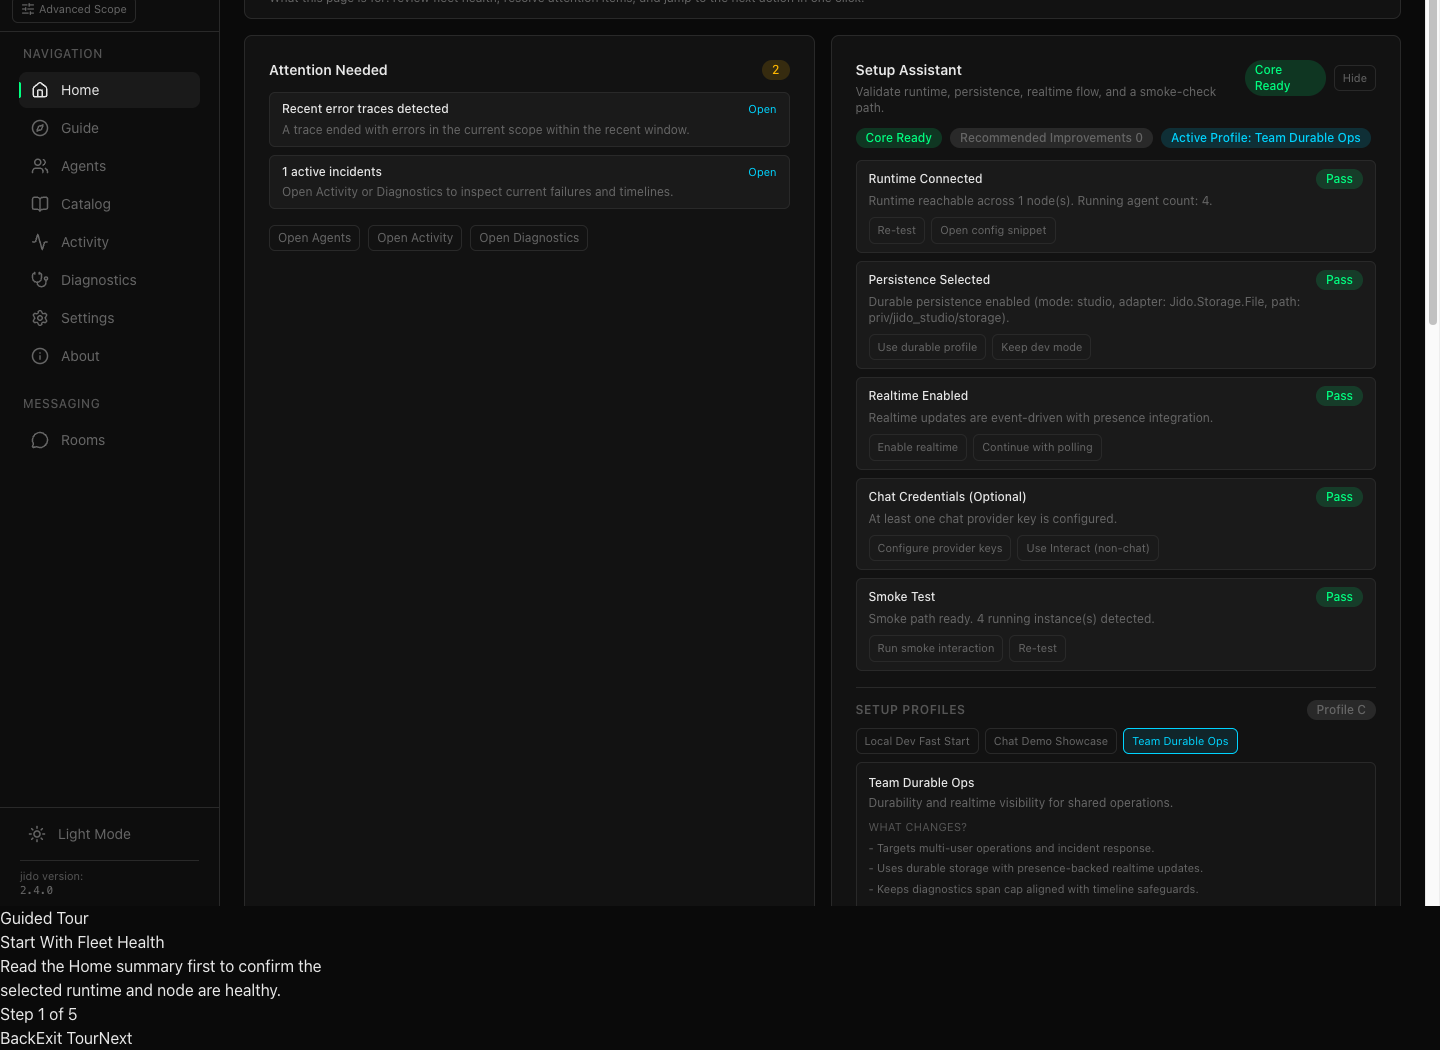 Advanced Scope
NAVIGATION
Home
Guide
Agents
Catalog
Activity
Diagnostics
Settings
About
MESSAGING
Rooms
Light Mode
jido version:
2.4.0
Attention Needed
2
Recent error traces detected
Open
A trace ended with errors in the current scope within the recent window.
1 active incidents
Open
Open Activity or Diagnostics to inspect current failures and timelines.
Open Agents
Open Activity
Open Diagnostics
Setup Assistant
Validate runtime, persistence, realtime flow, and a smoke-check
path.
Core
Ready
Hide
Core Ready
Recommended Improvements 0
Active Profile: Team Durable Ops
Runtime Connected
Pass
Runtime reachable across 1 node(s). Running agent count: 4.
Re-test
Open config snippet
Persistence Selected
Pass
Durable persistence enabled (mode: studio, adapter: Jido.Storage.File, path:
priv/jido_studio/storage).
Use durable profile
Keep dev mode
Realtime Enabled
Pass
Realtime updates are event-driven with presence integration.
Enable realtime
Continue with polling
Chat Credentials (Optional)
Pass
At least one chat provider key is configured.
Configure provider keys
Use Interact (non-chat)
Smoke Test
Pass
Smoke path ready. 4 running instance(s) detected.
Run smoke interaction
Re-test
SETUP PROFILES
Profile C
Local Dev Fast Start
Chat Demo Showcase
Team Durable Ops
Team Durable Ops
Durability and realtime visibility for shared operations.
WHAT CHANGES?
- Targets multi-user operations and incident response.
- Uses durable storage with presence-backed realtime updates.
- Keeps diagnostics span cap aligned with timeline safeguards.
Guided Tour
Start With Fleet Health
Read the Home summary first to confirm the
selected runtime and node are healthy.
Step 1 of 5
BackExit TourNext